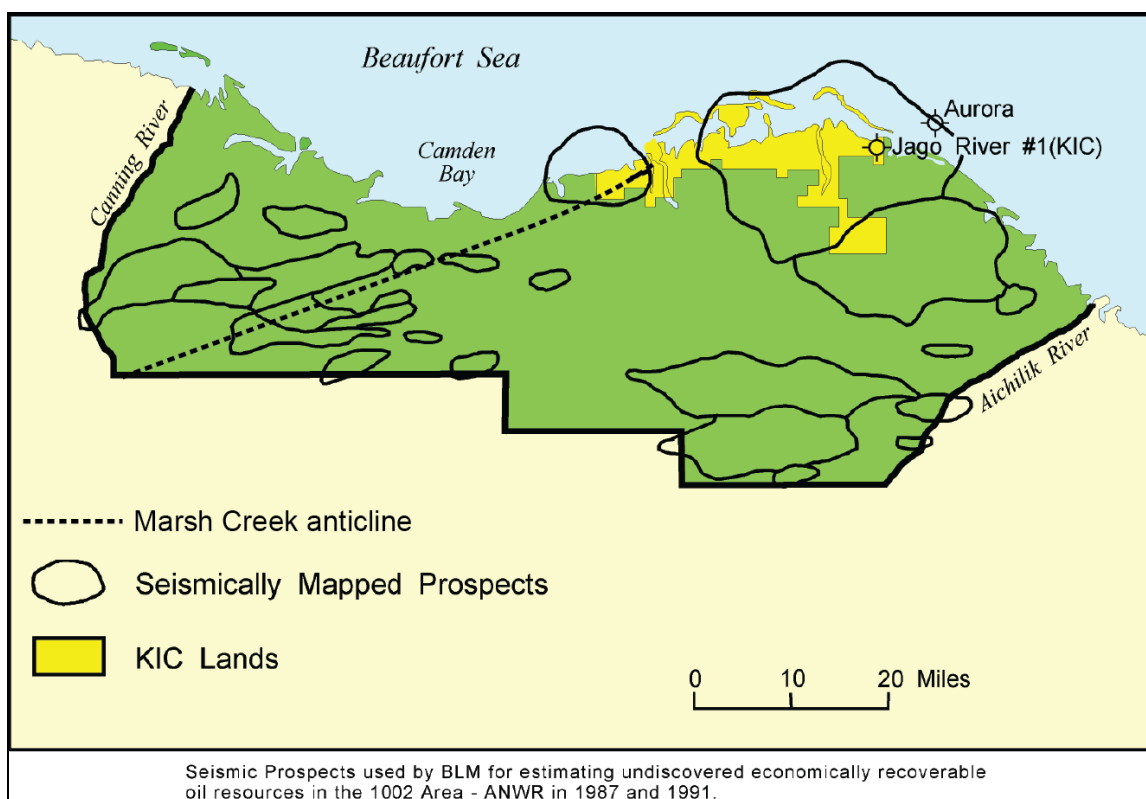 Beaufort Sea
Canning River
Camden
Bay
Aurora
Jago River #1(KIC)
Aichilik River
Marsh Creek anticline
Seismically Mapped Prospects
KIC Lands
0 10 20 Miles
Seismic Prospects used by BLM for estimating undiscovered economically recoverable
oil resources in the 1002 Area - ANWR in 1987 and 1991.